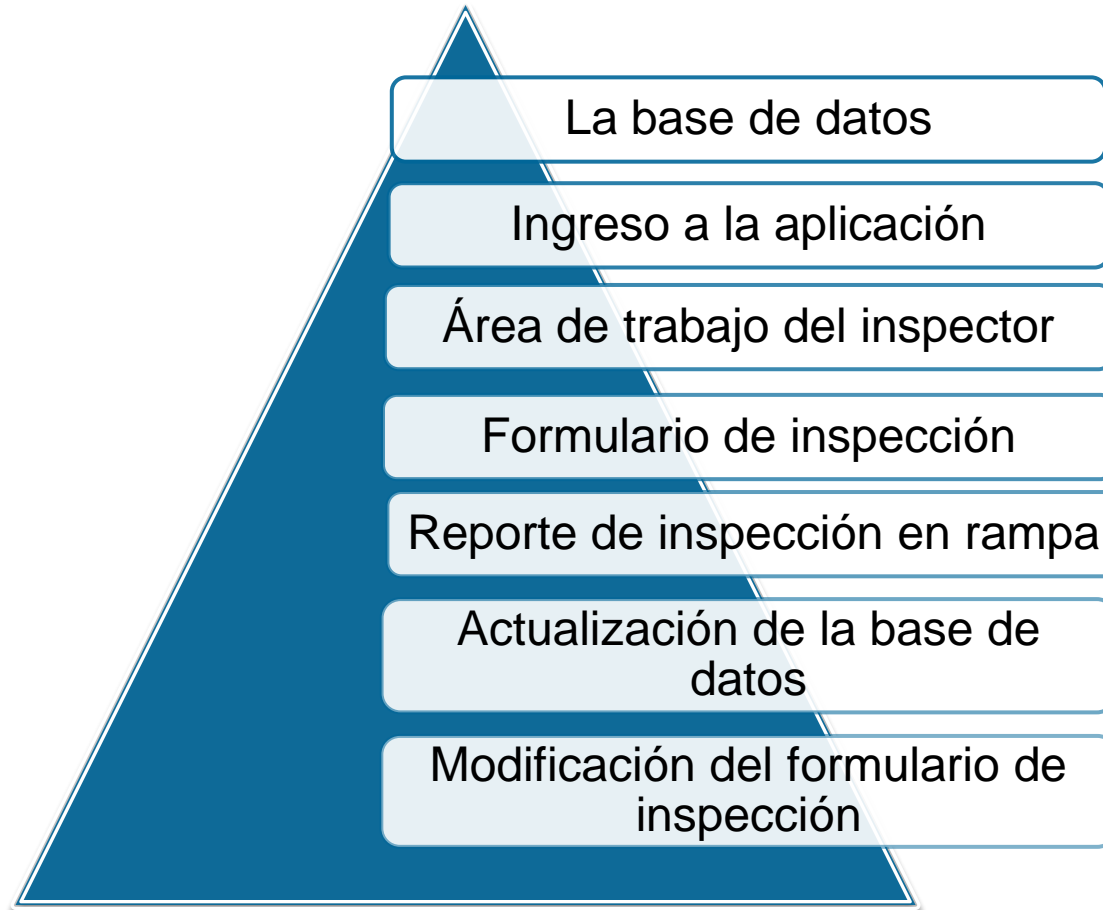 La base de datos
Ingreso a la aplicación
Área de trabajo del inspector
Formulario de inspección
Reporte de inspección en rampa
Actualización de la base de
datos
Modificación del formulario de
inspección